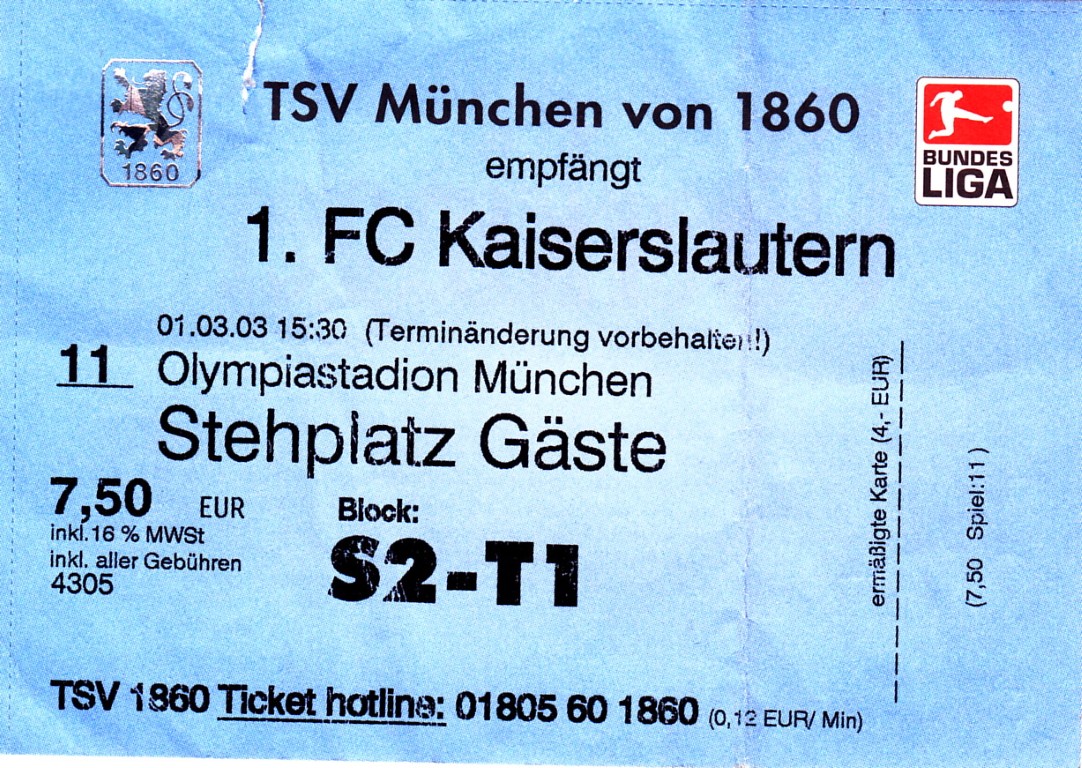 1860
TSV München von 1860
BUNDES
LIGA
empfängt
1. FC Kaiserslautern
01.03.03 15:30 (Terminänderung vorbehalten!)
11 Olympiastadion München
Stehplatz Gäste
7,50 EUR
inkl.16 % MWSt
inkl. aller Gebühren
4305
Block:
S2-T1
ermäßigte Karte (4,- EUR)
(7,50 Spiel:11)
TSV 1860 Ticket hotline: 01805 60 1860 (0,12 EUR/ Min)